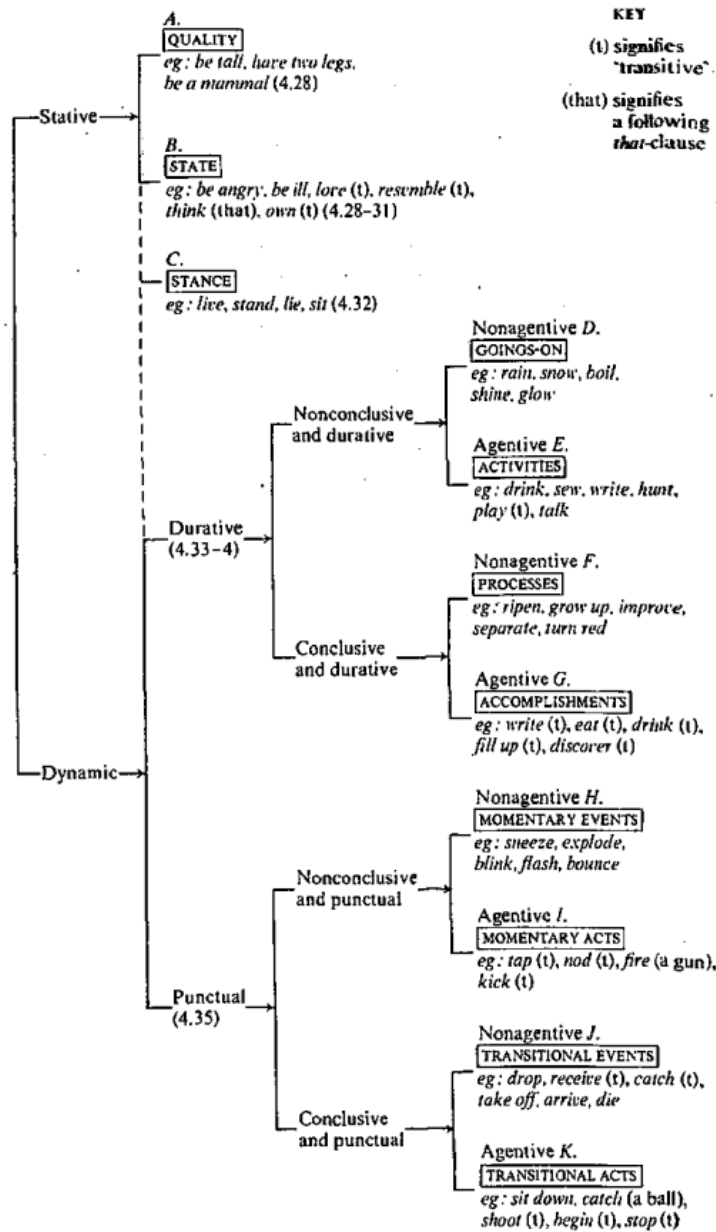 KEY
(t) signifies
'transitive'
(that) signifies
a following
that-clause
A.
QUALITY
eg: be tall, have two legs,
be a mammal (4.28)
Stative
B.
STATE
eg: be angry, be ill, love (t), resemble (t),
think (that), own (t) (4.28–31)
C.
STANCE
eg: live, stand, lie, sit (4.32)
Nonagentive D.
GOINGS-ON
eg: rain, snow, boil,
shine, glow
Nonconclusive
and durative
Agentive E.
ACTIVITIES
eg: drink, sew, write, hunt,
play (t), talk
Durative
(4.33–4)
Nonagentive F.
PROCESSES
eg: ripen, grow up, improve,
separate, turn red
Conclusive
and durative
Agentive G.
ACCOMPLISHMENTS
eg: write (t), eat (t), drink (t),
fill up (t), discover (t)
Dynamic
Nonagentive H.
MOMENTARY EVENTS
eg: sneeze, explode,
blink, flash, bounce
Nonconclusive
and punctual
Agentive I.
MOMENTARY ACTS
eg: tap (t), nod (t), fire (a gun),
kick (t)
Punctual
(4.35)
Nonagentive J.
TRANSITIONAL EVENTS
eg: drop, receive (t), catch (t),
take off, arrive, die
Conclusive
and punctual
Agentive K.
TRANSITIONAL ACTS
eg: sit down, catch (a ball),
shoot (t), begin (t), stop (t)